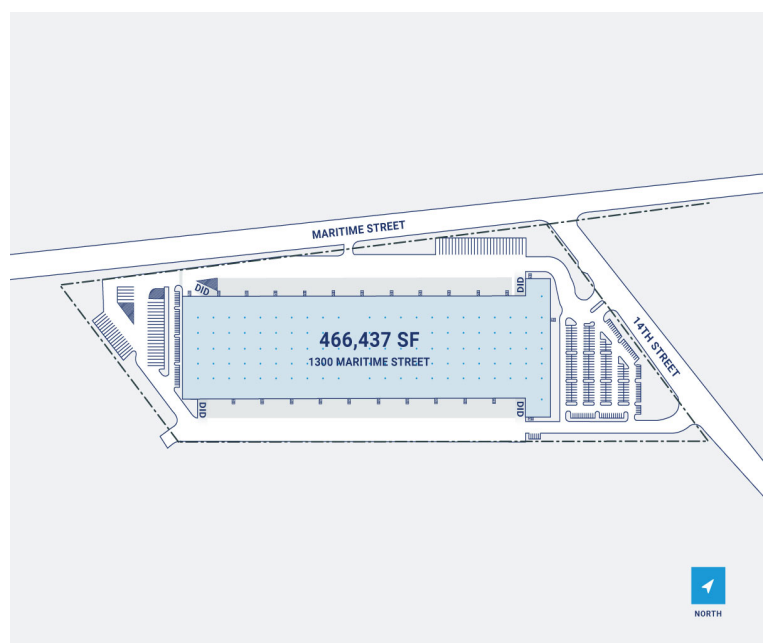 MARITIME STREET
DID
DID
466,437 SF
1300 MARITIME STREET
14TH STREET
DID
DID
NORTH